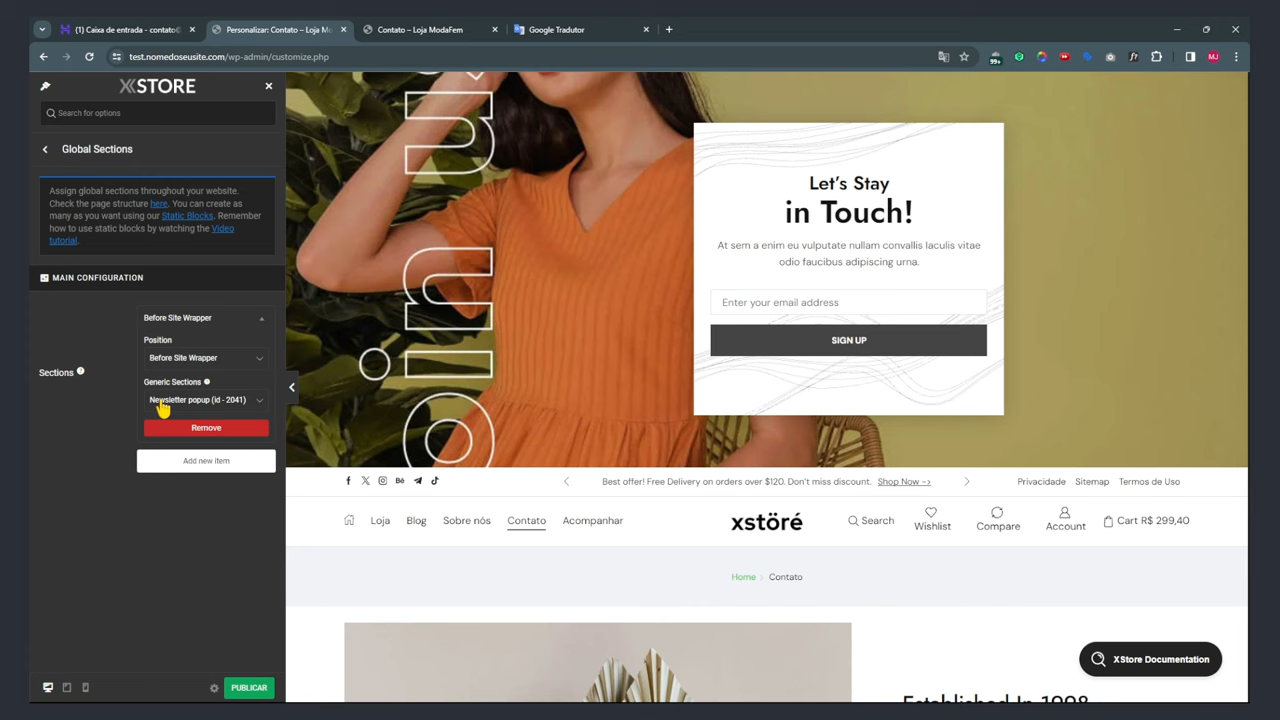 (1) Caixa de entrada - contato@
Personalizar: Contato – Loja Mo
Contato – Loja ModaFem
Google Tradutor
test.nomedoseusite.com/wp-admin/customize.php
99+
f?
MJ
XSTORE
Search for options
Global Sections
Assign global sections throughout your website.
Check the page structure here. You can create as
many as you want using our Static Blocks. Remember
how to use static blocks by watching the Video
tutorial.
MAIN CONFIGURATION
Before Site Wrapper
Position
Before Site Wrapper
Sections
Generic Sections
Newsletter popup (id - 2041)
Remove
Add new item
PUBLICAR
Let's Stay
in Touch!
At sem a enim eu vulputate nullam convallis laculis vitae
odio faucibus adipiscing urna.
Enter your email address
SIGN UP
Best offer! Free Delivery on orders over $120. Don't miss discount. Shop Now ->
Privacidade Sitemap Termos de Uso
Loja Blog Sobre nós Contato Acompanhar
xstöré
Search Wishlist Compare Account Cart R$ 299,40
Home > Contato
XStore Documentation
Established In 1998